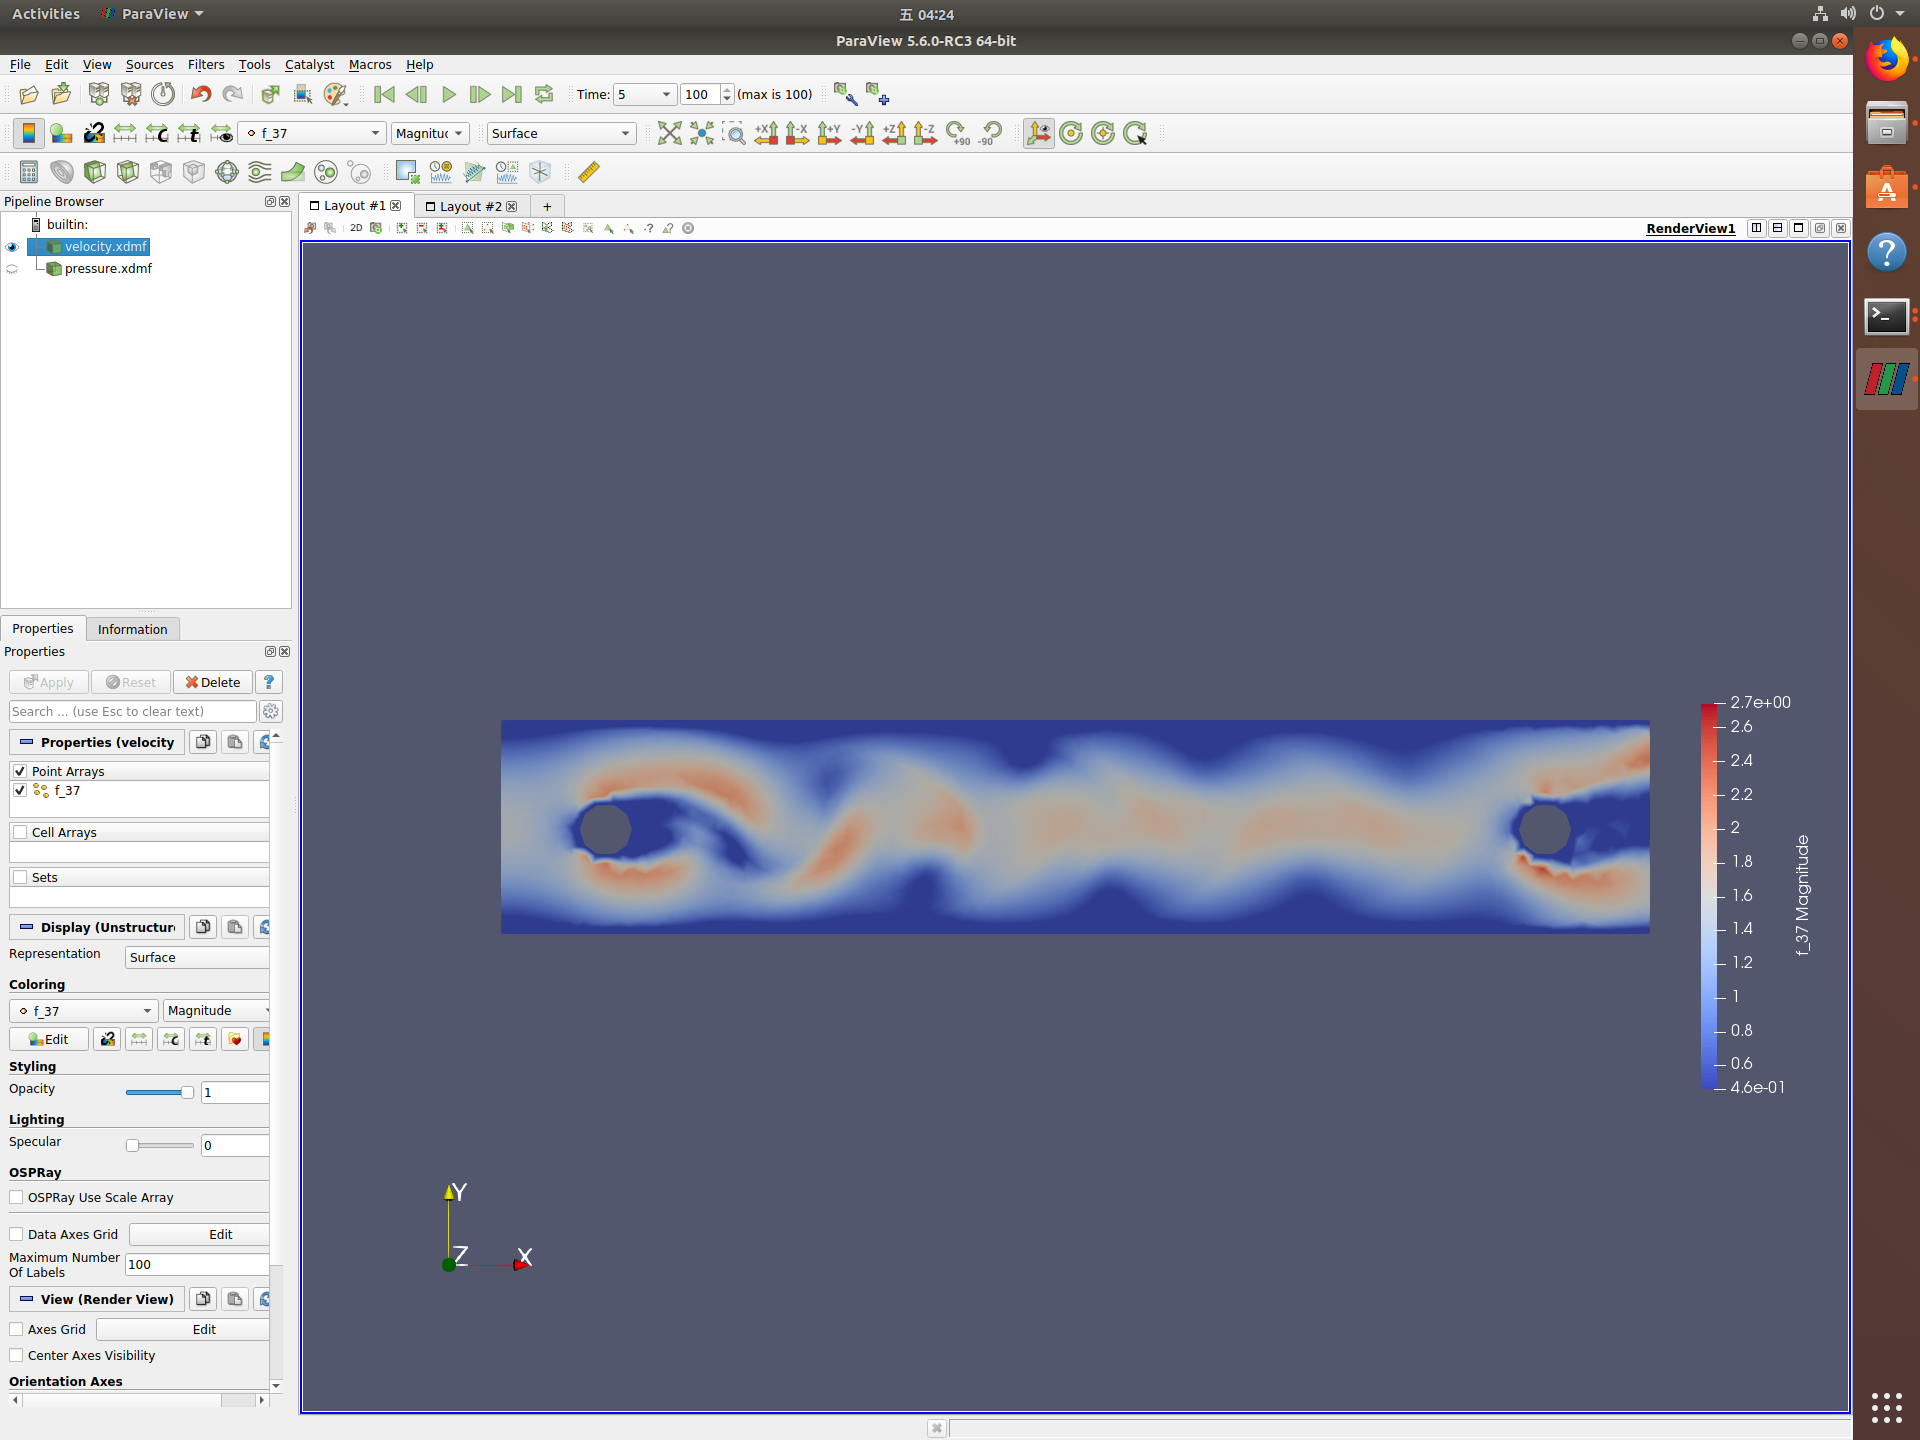 Activities ParaView 五 04:24
ParaView 5.6.0-RC3 64-bit
File Edit View Sources Filters Tools Catalyst Macros Help
Time: 5 100 (max is 100)
f_37 Magnituc Surface
+X -X +Y -Y +Z -Z +90 -90
Pipeline Browser
builtin:
velocity.xdmf
pressure.xdmf
Layout #1 Layout #2 +
2D RenderView1
Properties Information
Properties
Apply Reset Delete ?
Search ... (use Esc to clear text)
Properties (velocity
Point Arrays
f_37
Cell Arrays
Sets
Display (Unstructur
Representation Surface
Coloring
f_37 Magnitude
Edit
Styling
Opacity 1
Lighting
Specular 0
OSPRay
OSPRay Use Scale Array
Data Axes Grid Edit
Maximum Number
Of Labels 100
View (Render View)
Axes Grid Edit
Center Axes Visibility
Orientation Axes
2.7e+00
2.6
2.4
2.2
2
1.8
1.6
1.4
1.2
1
0.8
0.6
4.6e-01
f_37 Magnitude
Y
Z X